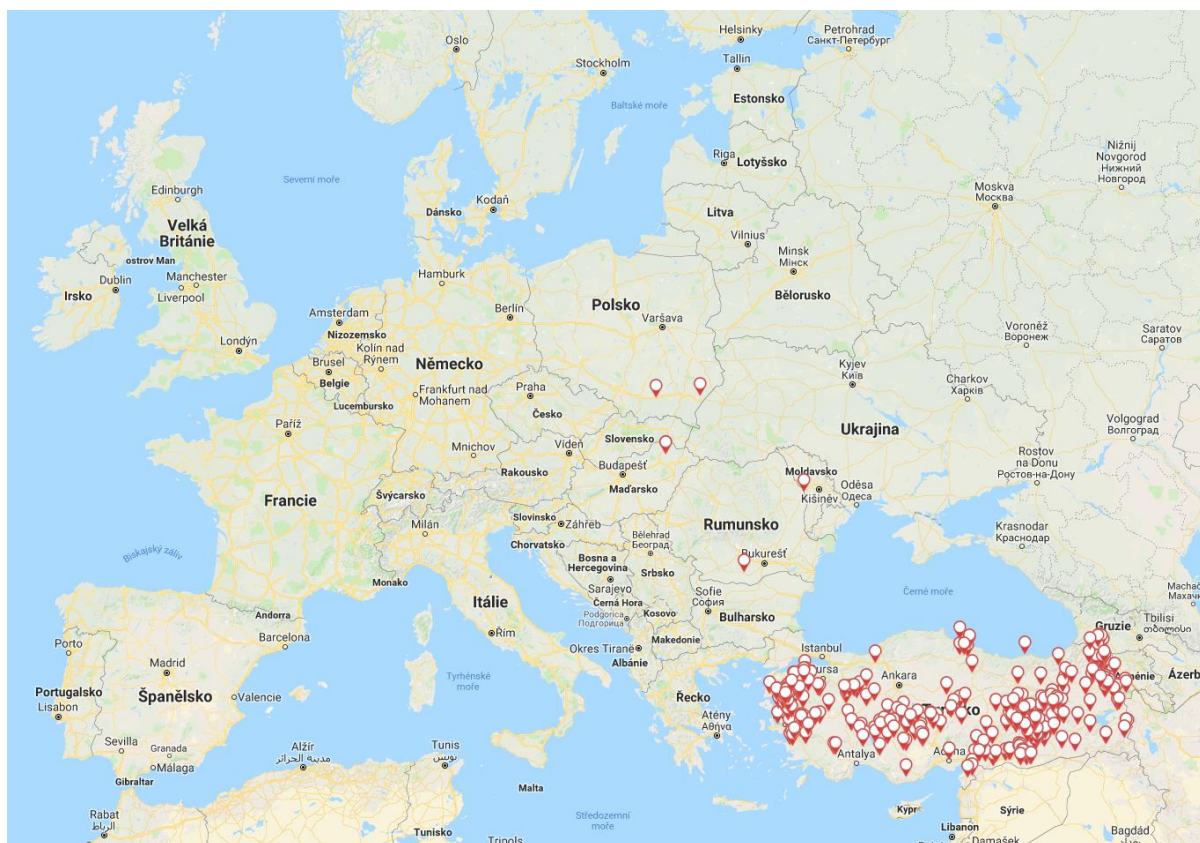 Oslo
Stockholm
Helsinky
Tallin
Petrohrad
Санкт-Петербург
Estonsko
Baltské moře
Riga
Lotyšsko
Nižnij
Novgorod
Нижний
Новгород
Moskva
Москва
Severní moře
Edinburgh
Velká
Británie
ostrov Man
Dublin
Irsko
Manchester
Liverpool
Londýn
Dánsko
Kodaň
Litva
Vilnius
Minsk
Мінск
Bělorusko
Hamburk
Amsterdam
Nizozemsko
Berlín
Polsko
Varšava
Kolín nad
Rýnem
Brusel
Belgie
Německo
Lucembursko
Frankfurt nad
Mohanem
Praha
Česko
Voroněž
Воронеж
Saratov
Саратов
Kyjev
Київ
Charkov
Харків
Ukrajina
Volgograd
Волгоград
Paříž
Mnichov
Vídeň
Slovensko
Budapešť
Rakousko
Maďarsko
Moldavsko
Kišiněv
Oděsa
Одеса
Rostov
na Donu
Ростов-
на-Дону
Francie
Švýcarsko
Milán
Slovinsko
Záhřeb
Chorvatsko
Bělehrad
Београд
Rumunsko
Bukurešť
Krasnodar
Краснодар
Biskajský záliv
Monako
Bosna a
Hercegovina
Sarajevo
Srbsko
Černá Hora
Podgorica
Подгорица
Kosovo
Sofie
София
Bulharsko
Černé moře
Itálie
Řím
Andorra
Barcelona
Makedonie
Okres Tirané
Albánie
Istanbul
Gruzie
Tbilisi
თბილისი
Porto
Madrid
Portugalsko
Lisabon
Španělsko
Valencie
Tyrhénské
moře
Řecko
Atény
Αθήνα
Ankara
Antalya
Sevilla
Granada
Málaga
Gibraltar
Alžír
مدينة الجزائر
Tunis
تونس
Malta
Rabat
الرباط
Tunisko
Středozemní
moře
Kypr
Sýrie
Libanón
Bagdád
بغداد